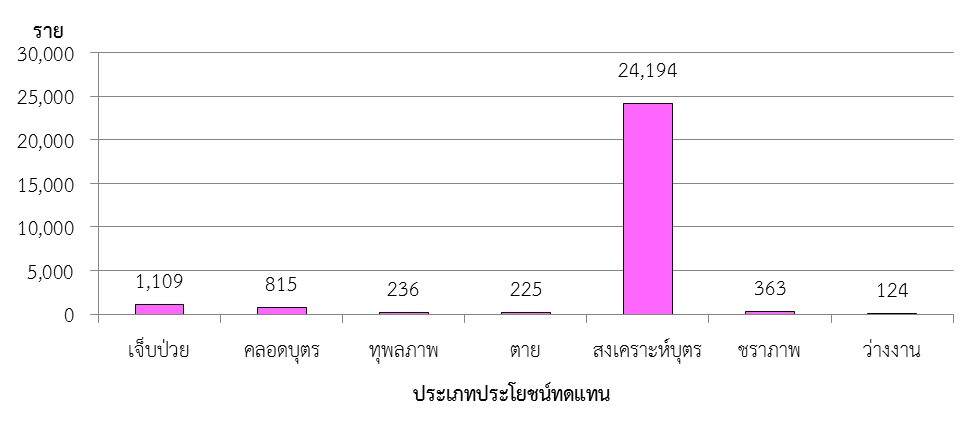 ราย
30,000
25,000
20,000
15,000
10,000
5,000
0
1,109 815 236 225 24,194 363 124
เจ็บป่วย คลอดบุตร ทุพลภาพ ตาย สงเคราะห์บุตร ชราภาพ ว่างงาน
ประเภทประโยชน์ทดแทน